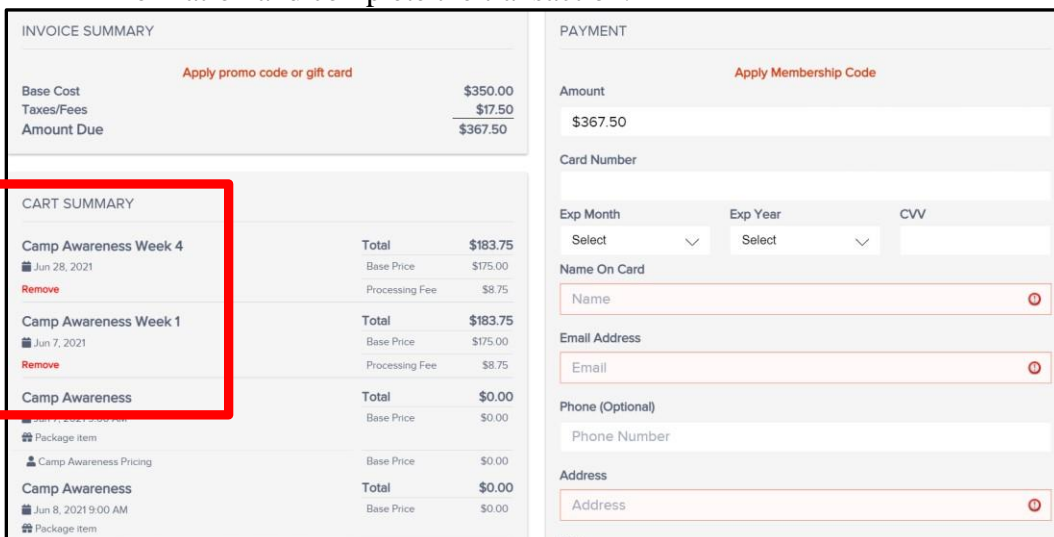 INVOICE SUMMARY
Apply promo code or gift card
Base Cost $350.00
Taxes/Fees $17.50
Amount Due $367.50
CART SUMMARY
Camp Awareness Week 4 Total $183.75
Jun 28, 2021 Base Price $175.00
Remove Processing Fee $8.75
Camp Awareness Week 1 Total $183.75
Jun 7, 2021 Base Price $175.00
Remove Processing Fee $8.75
Camp Awareness Total $0.00
Base Price $0.00
Package item
Camp Awareness Pricing Base Price $0.00
Camp Awareness Total $0.00
Jun 8, 2021 9:00 AM Base Price $0.00
Package item
PAYMENT
Apply Membership Code
Amount
$367.50
Card Number
Exp Month Exp Year CVV
Select Select
Name On Card
Name
Email Address
Email
Phone (Optional)
Phone Number
Address
Address